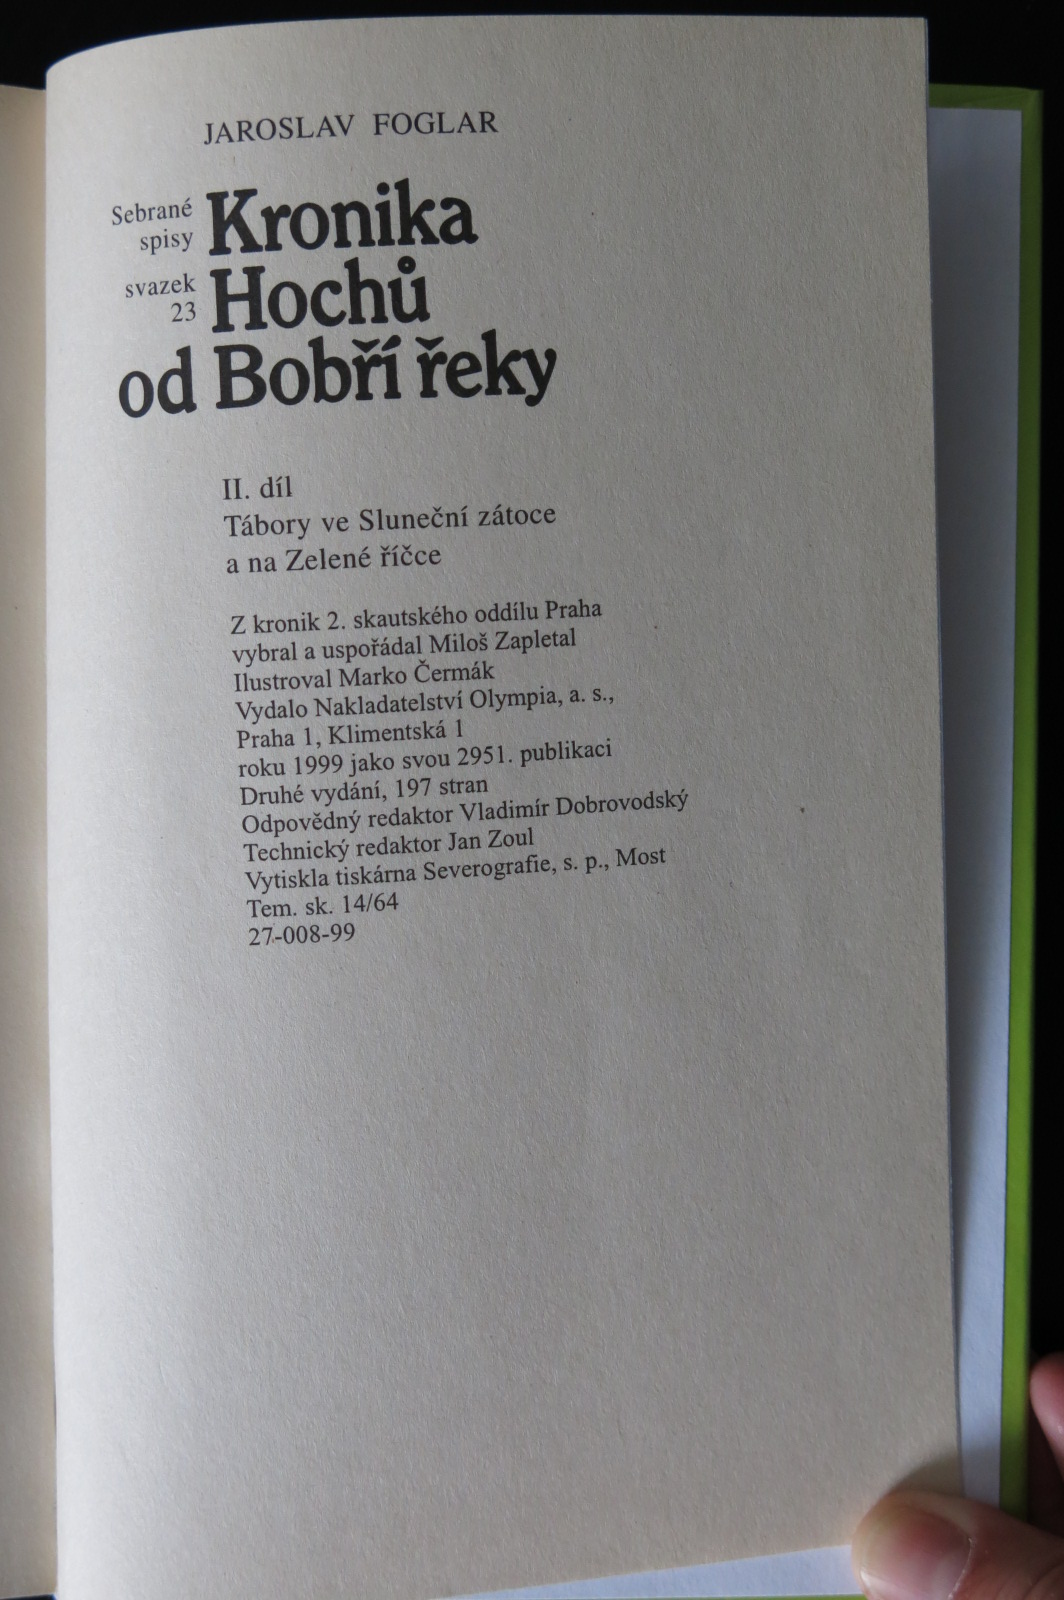 JAROSLAV FOGLAR
Sebrané
spisy
svazek
23
Kronika
Hochů
od Bobří řeky
II. díl
Tábory ve Sluneční zátoce
a na Zelené říčce
Z kronik 2. skautského oddílu Praha
vybral a uspořádal Miloš Zapletal
Ilustroval Marko Čermák
Vydalo Nakladatelství Olympia, a. s.,
Praha 1, Klimentská 1
roku 1999 jako svou 2951. publikaci
Druhé vydání, 197 stran
Odpovědný redaktor Vladimír Dobrovodský
Technický redaktor Jan Zoul
Vytiskla tiskárna Severografie, s. p., Most
Tem. sk. 14/64
27-008-99